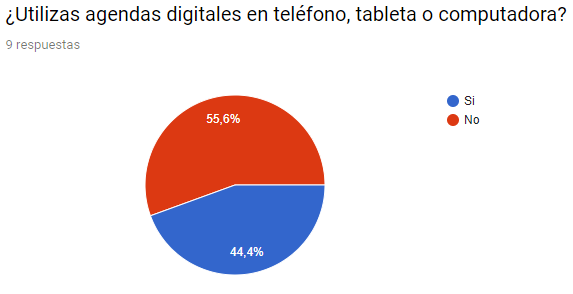 ¿Utilizas agendas digitales en teléfono, tableta o computadora?
9 respuestas
Si
No
55,6%
44,4%